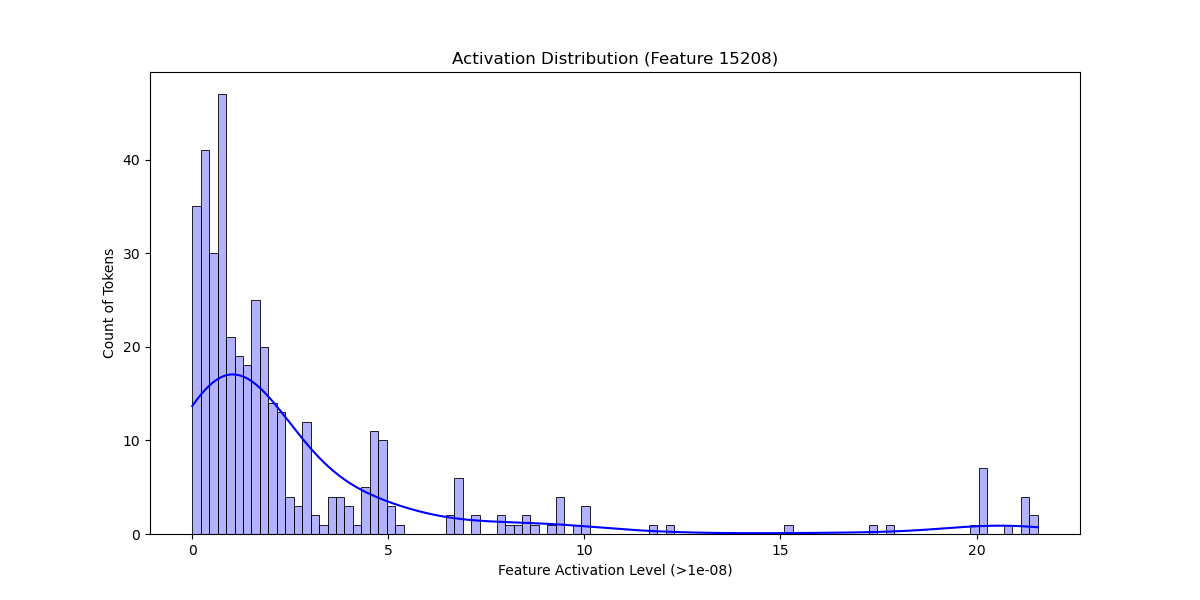 Activation Distribution (Feature 15208)
Count of Tokens
40
30
20
10
0
0 5 10 15 20
Feature Activation Level (>1e-08)